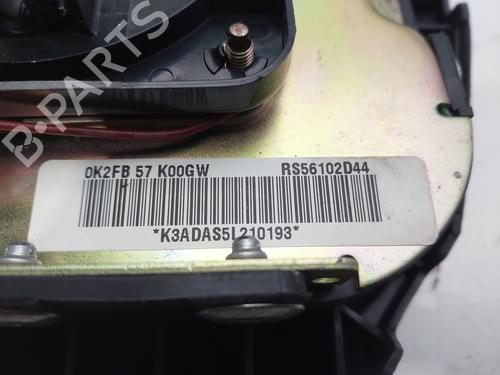 B-PARTS
0K2FB 57 K00GW RS56102D44
*K3ADAS5L210193*